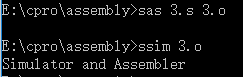 E:\cpro\assembly>sas 3.s 3.o
E:\cpro\assembly>ssim 3.o
Simulator and Assembler